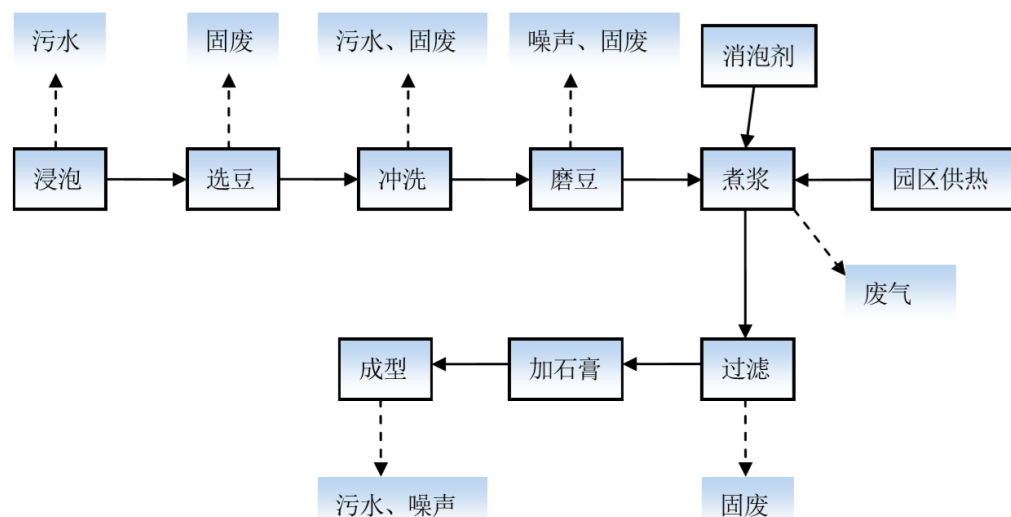 污水
固废
污水、固废
噪声、固废
消泡剂
浸泡
选豆
冲洗
磨豆
煮浆
园区供热
废气
成型
加石膏
过滤
污水、噪声
固废